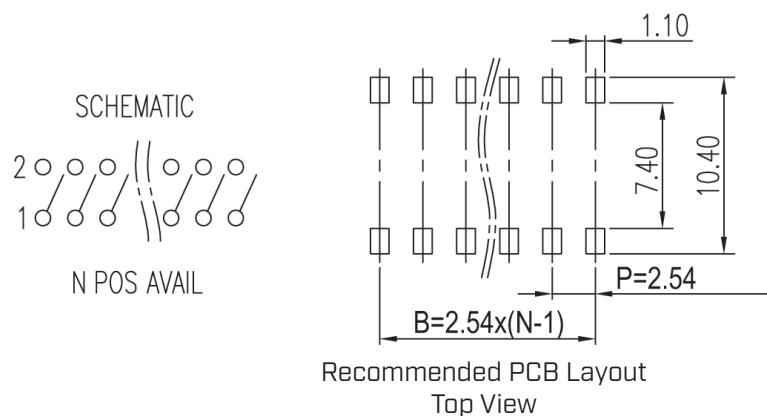 SCHEMATIC
2
1
N POS AVAIL
1.10
7.40
10.40
P=2.54
B=2.54x(N-1)
Recommended PCB Layout
Top View